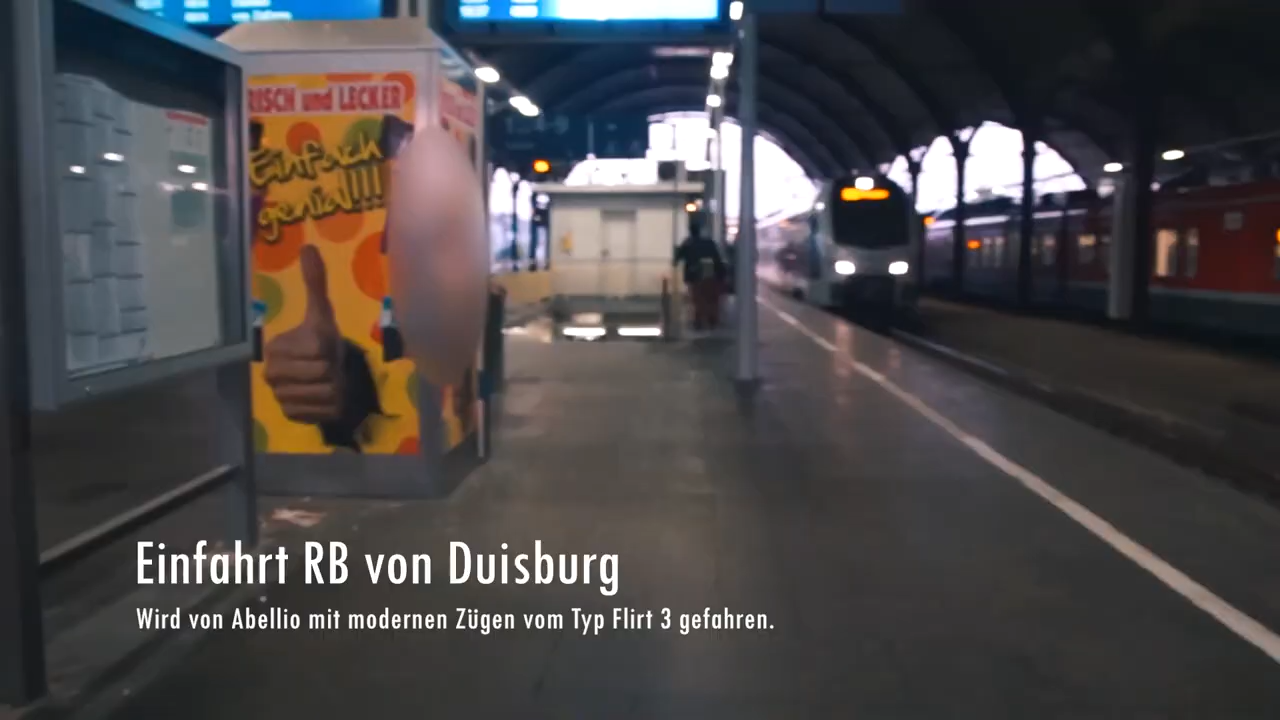 RISCH und LECKER
Einfach
genial!!!
Einfahrt RB von Duisburg
Wird von Abellio mit modernen Zügen vom Typ Flirt 3 gefahren.